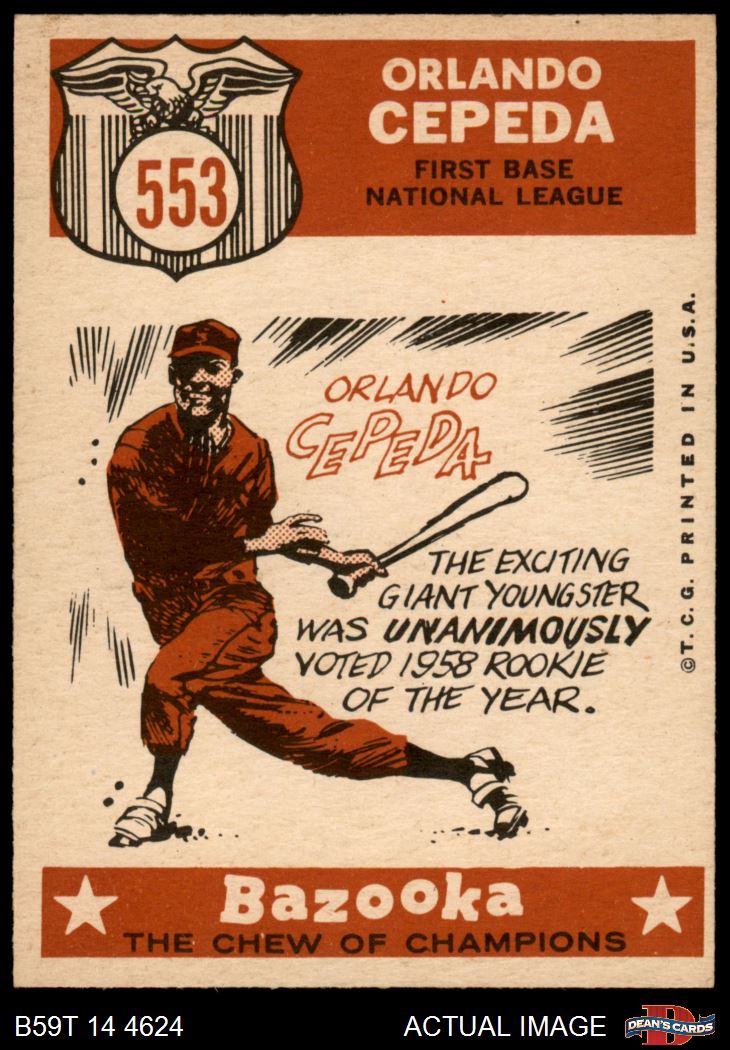 553
ORLANDO
CEPEDA
FIRST BASE
NATIONAL LEAGUE
S
ORLANDO
CEPEDA
THE EXCITING
GIANT YOUNGSTER
WAS UNANIMOUSLY
VOTED 1958 ROOKIE
OF THE YEAR.
©T.C.G. PRINTED IN U.S.A.
Bazooka
THE CHEW OF CHAMPIONS
B59T 14 4624
ACTUAL IMAGE
D
DEAN'S CARDS